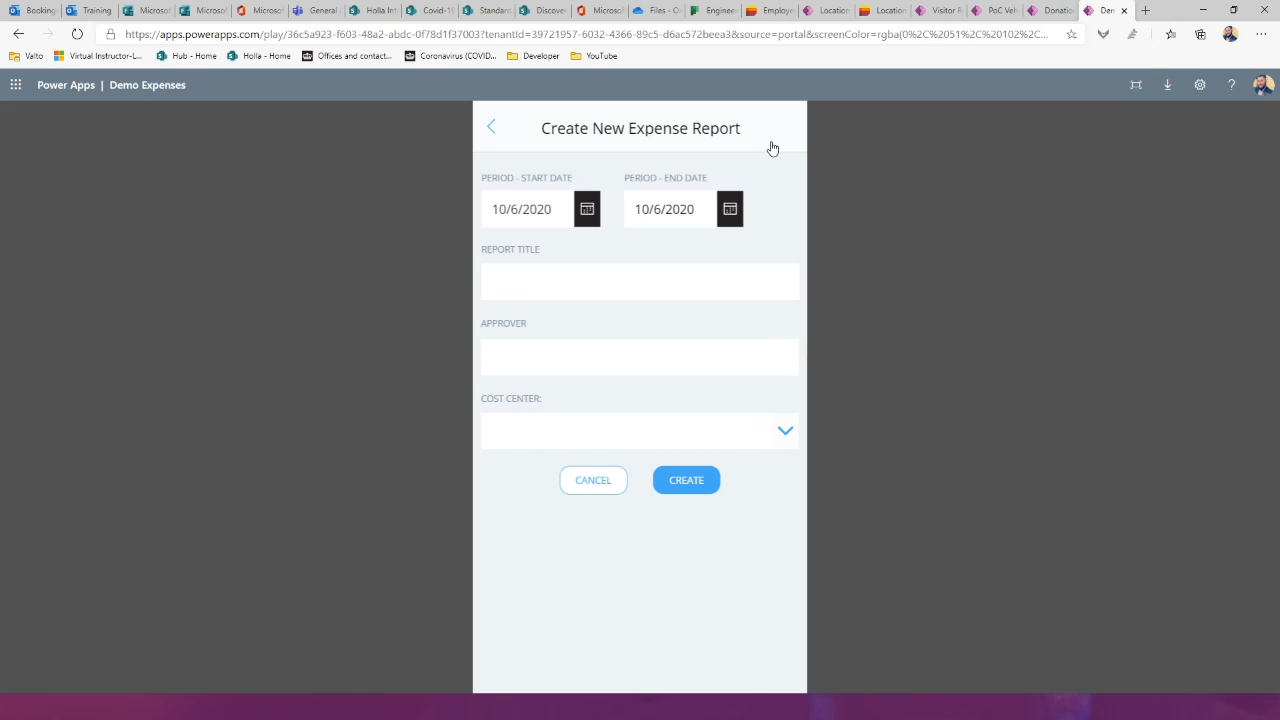 Booking
Training
Microso
Microso
Microso
General
Holla Int
Covid-19
Standard
Discover
Microso
Files - O
Engineer
Employe
Location
Location
Visitor R
PoC Veh
Donation
Dem
https://apps.powerapps.com/play/36c5a923-f603-48a2-abdc-0f78d1f37003?tenantId=39721957-6032-4366-89c5-d6ac572beea3&source=portal&screenColor=rgba(0%2C%2051%2C%20102%2C...
Valto
Virtual Instructor-L...
Hub - Home
Holla - Home
Offices and contact...
Coronavirus (COVID...
Developer
YouTube
Power Apps | Demo Expenses
?
Create New Expense Report
PERIOD - START DATE
PERIOD - END DATE
10/6/2020
10/6/2020
REPORT TITLE
APPROVER
COST CENTER:
CANCEL
CREATE